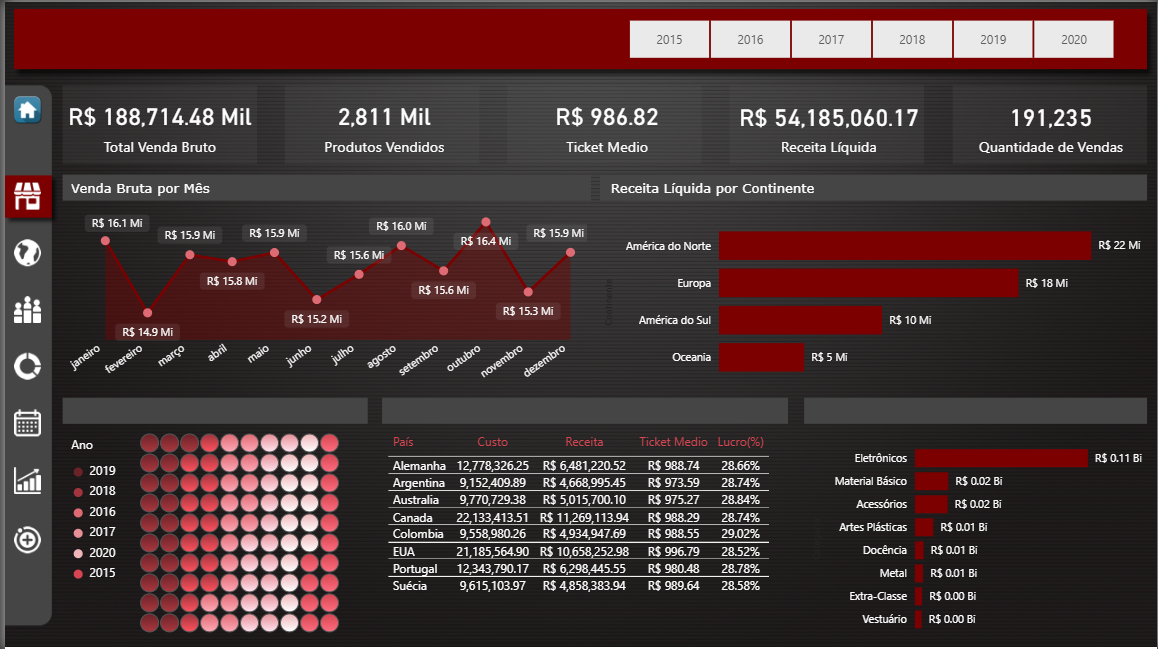 2015 2016 2017 2018 2019 2020
R$ 188,714.48 Mil 2,811 Mil R$ 986.82 R$ 54,185,060.17 191,235
Total Venda Bruto Produtos Vendidos Ticket Medio Receita Líquida Quantidade de Vendas
Venda Bruta por Mês
R$ 16.1 Mi
R$ 14.9 Mi
R$ 15.9 Mi
R$ 15.8 Mi
R$ 15.9 Mi
R$ 15.2 Mi
R$ 15.6 Mi
R$ 16.0 Mi
R$ 15.6 Mi
R$ 16.4 Mi
R$ 15.3 Mi
R$ 15.9 Mi
janeiro fevereiro março abril maio junho julho agosto setembro outubro novembro dezembro
Receita Líquida por Continente
América do Norte R$ 22 Mi
Europa R$ 18 Mi
América do Sul R$ 10 Mi
Oceania R$ 5 Mi
Ano
2019
2018
2016
2017
2020
2015
País Custo Receita Ticket Medio Lucro(%)
Alemanha 12,778,326.25 R$ 6,481,220.52 R$ 988.74 28.66%
Argentina 9,152,409.89 R$ 4,668,995.45 R$ 973.59 28.74%
Australia 9,770,729.38 R$ 5,015,700.10 R$ 975.27 28.84%
Canada 22,133,413.51 R$ 11,269,113.94 R$ 988.29 28.74%
Colombia 9,558,980.26 R$ 4,934,947.69 R$ 988.55 29.02%
EUA 21,185,564.90 R$ 10,658,252.98 R$ 996.79 28.52%
Portugal 12,343,790.17 R$ 6,298,445.55 R$ 980.48 28.78%
Suécia 9,615,103.97 R$ 4,858,383.94 R$ 989.64 28.58%
Eletrônicos R$ 0.11 Bi
Material Básico R$ 0.02 Bi
Acessórios R$ 0.02 Bi
Artes Plásticas R$ 0.01 Bi
Docência R$ 0.01 Bi
Metal R$ 0.01 Bi
Extra-Classe R$ 0.00 Bi
Vestuário R$ 0.00 Bi